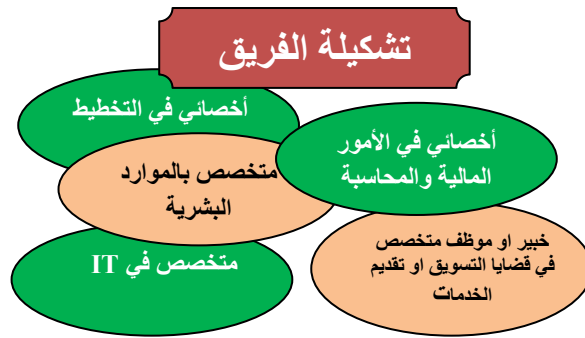 تشكيلة الفريق
أخصائي في التخطيط
أخصائي في الأمور
المالية والمحاسبة
متخصص بالموارد
البشرية
متخصص في IT
خبير او موظف متخصص
في قضايا التسويق او تقديم
الخدمات